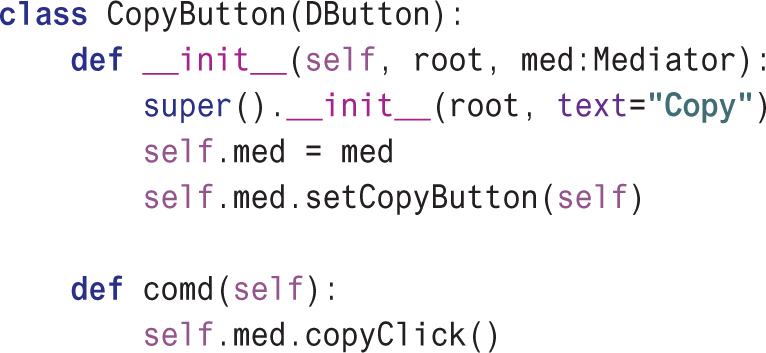 class CopyButton(DButton):
    def __init__(self, root, med:Mediator):
        super().__init__(root, text="Copy")
        self.med = med
        self.med.setCopyButton(self)

    def comd(self):
        self.med.copyClick()